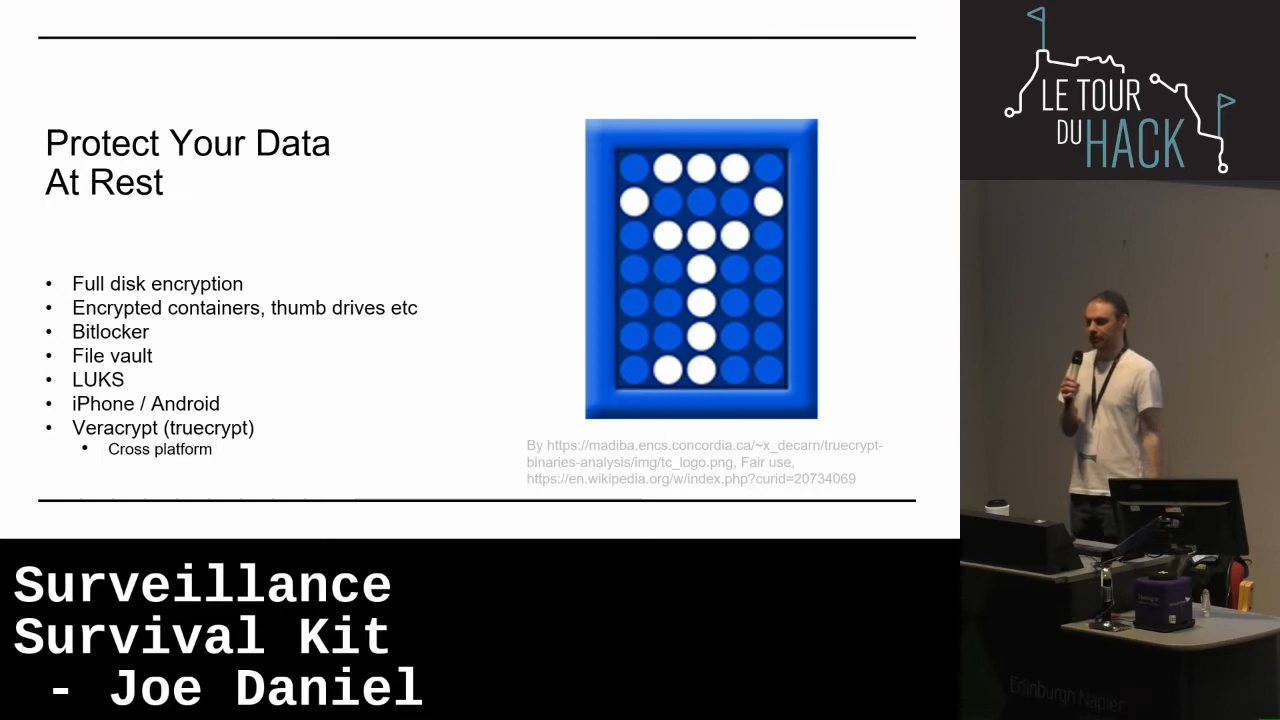 Protect Your Data
At Rest
• Full disk encryption
• Encrypted containers, thumb drives etc
• Bitlocker
• File vault
• LUKS
• iPhone / Android
• Veracrypt (truecrypt)
• Cross platform
By https://madiba.encs.concordia.ca/~x_decarn/truecrypt-
binaries-analysis/img/tc_logo.png, Fair use,
https://en.wikipedia.org/w/index.php?curid=20734069
LE TOUR
DU HACK
Edinburgh Napier
Surveillance
Survival Kit
- Joe Daniel